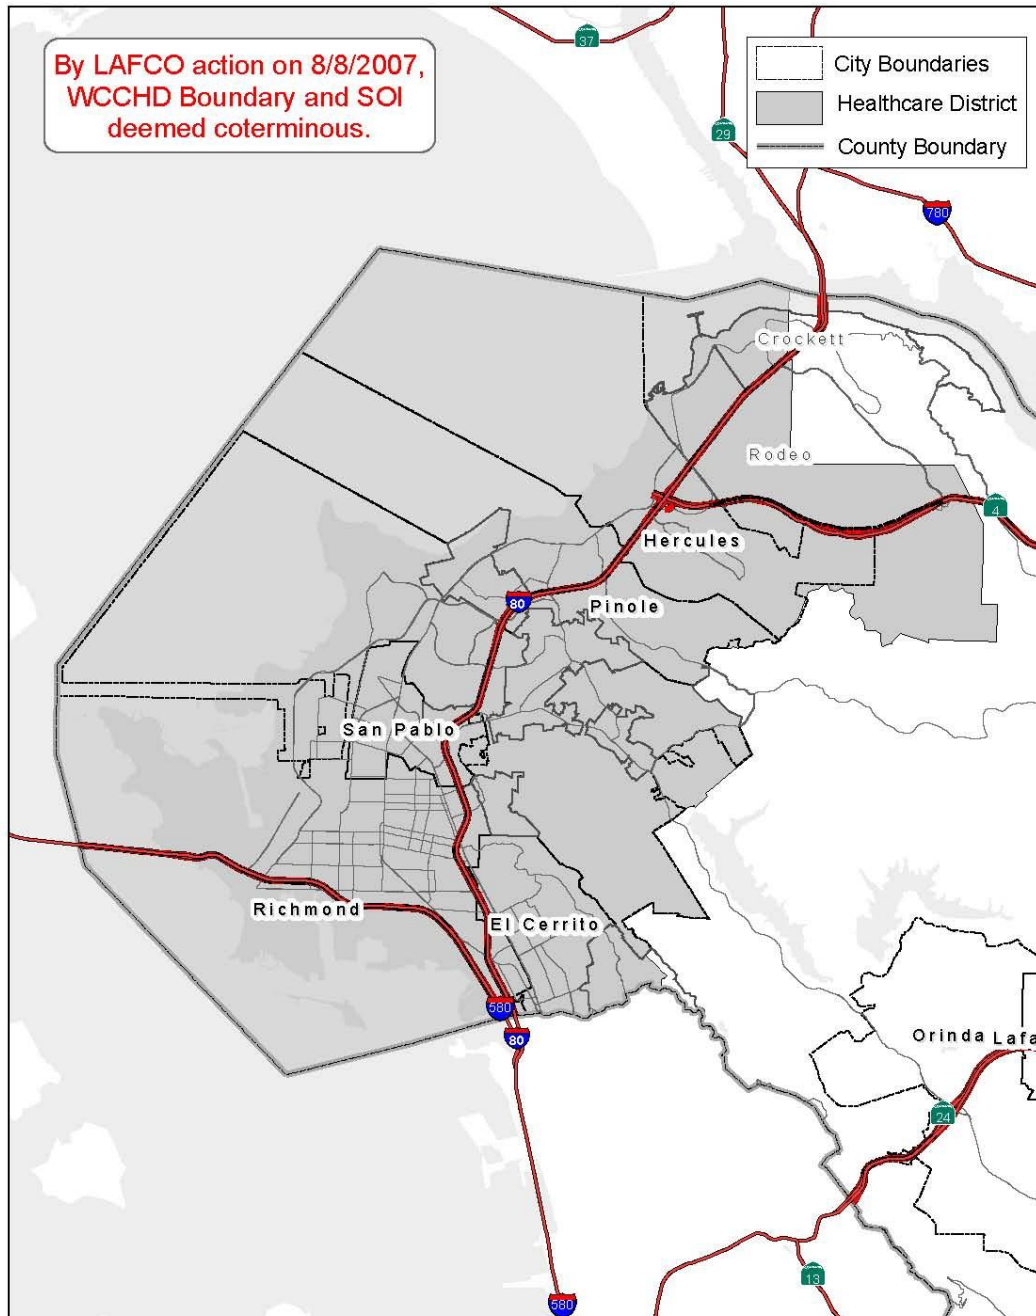 By LAFCO action on 8/8/2007,
WCCHD Boundary and SOI
deemed coterminous.
City Boundaries
Healthcare District
County Boundary
37
29
780
Crockett
Rodeo
4
Hercules
80
Pinole
San Pablo
Richmond
El Cerrito
580
80
Orinda Lafa
24
13
580